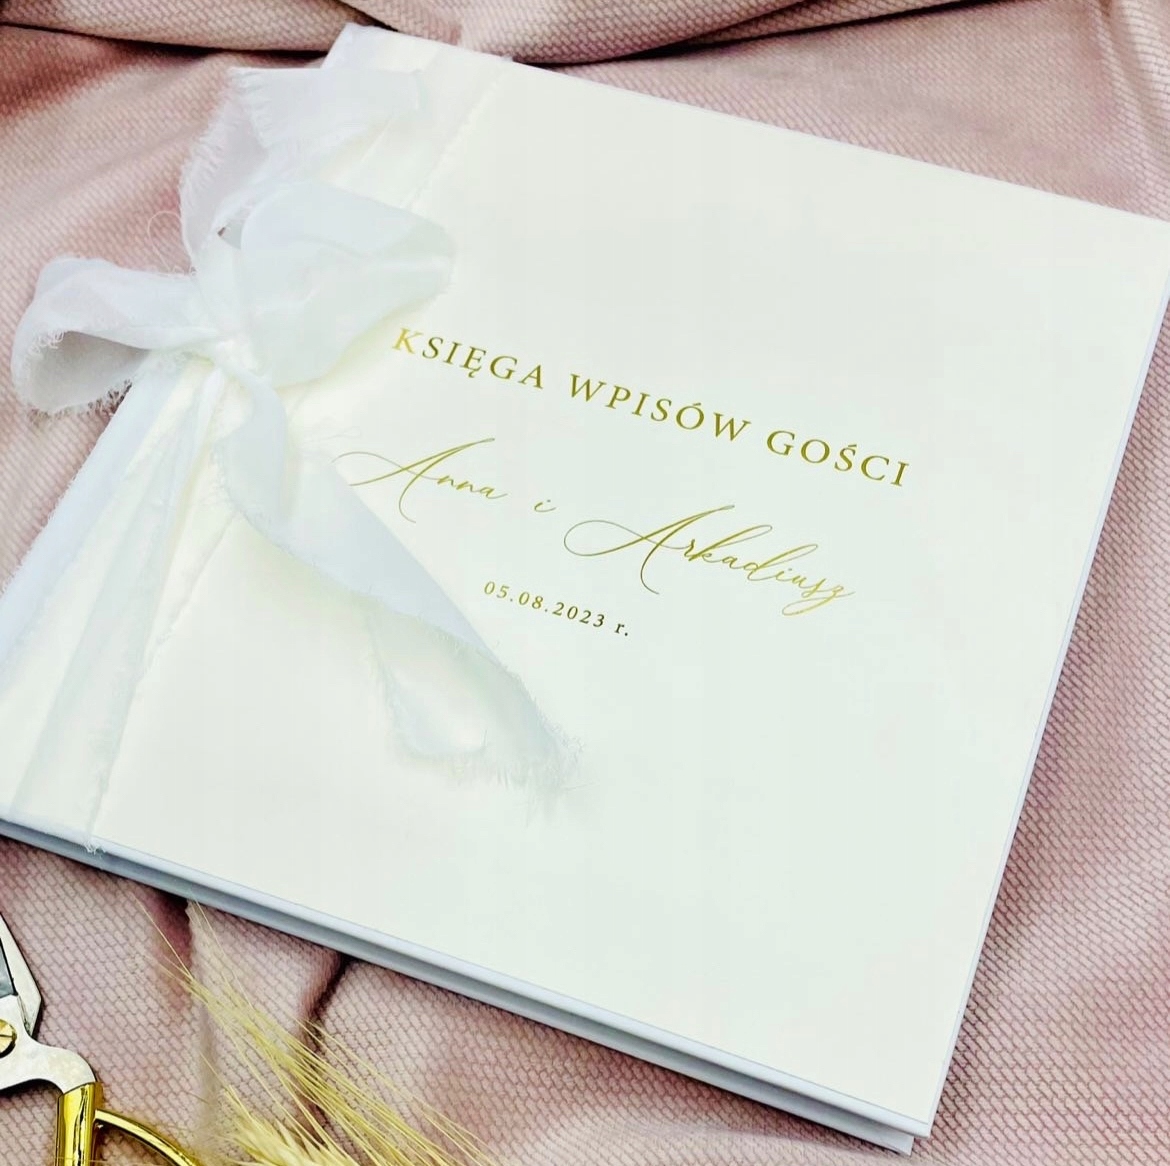 KSIĘGA WPISÓW GOŚCI
Anna i Arkadiusz
05.08.2023 r.